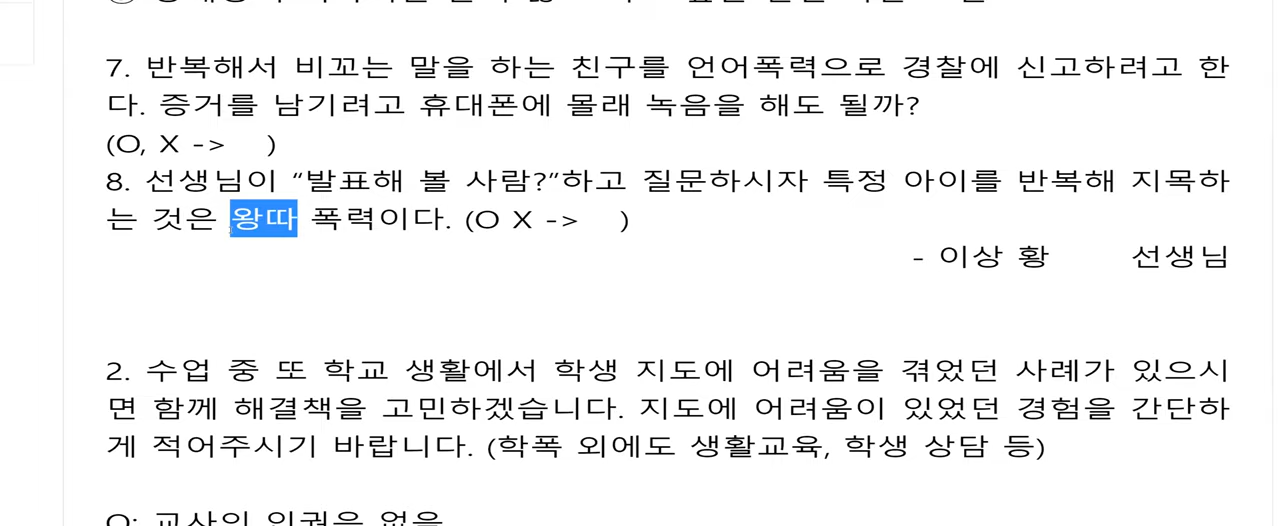 7. 반복해서 비꼬는 말을 하는 친구를 언어폭력으로 경찰에 신고하려고 한
다. 증거를 남기려고 휴대폰에 몰래 녹음을 해도 될까?
(O, X -> )
8. 선생님이 “발표해 볼 사람?”하고 질문하시자 특정 아이를 반복해 지목하
는 것은 왕따 폭력이다. (O X -> )
- 이상 황 선생님
2. 수업 중 또 학교 생활에서 학생 지도에 어려움을 겪었던 사례가 있으시
면 함께 해결책을 고민하겠습니다. 지도에 어려움이 있었던 경험을 간단하
게 적어주시기 바랍니다. (학폭 외에도 생활교육, 학생 상담 등)
Q: 교사의 인권은 없음